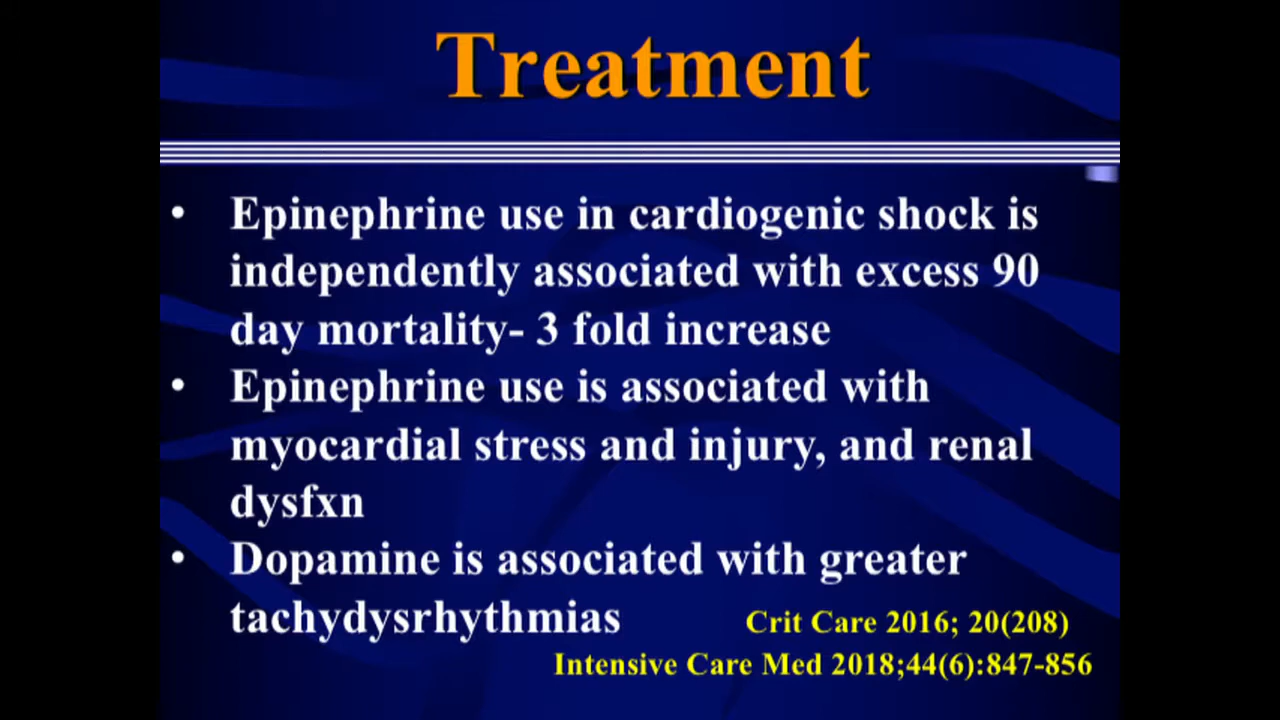 Treatment
• Epinephrine use in cardiogenic shock is
independently associated with excess 90
day mortality- 3 fold increase
• Epinephrine use is associated with
myocardial stress and injury, and renal
dysfxn
• Dopamine is associated with greater
tachydysrhythmias Crit Care 2016; 20(208)
Intensive Care Med 2018;44(6):847-856